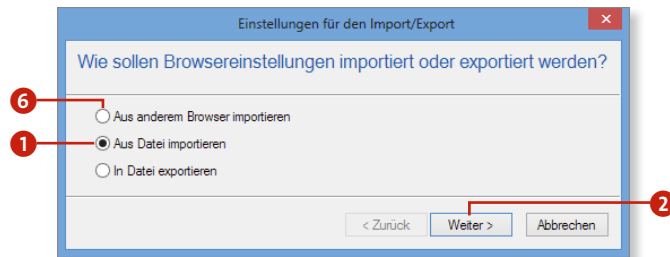 Einstellungen für den Import/Export
Wie sollen Browsereinstellungen importiert oder exportiert werden?
6
Aus anderem Browser importieren
1
Aus Datei importieren
In Datei exportieren
2
< Zurück Weiter > Abbrechen